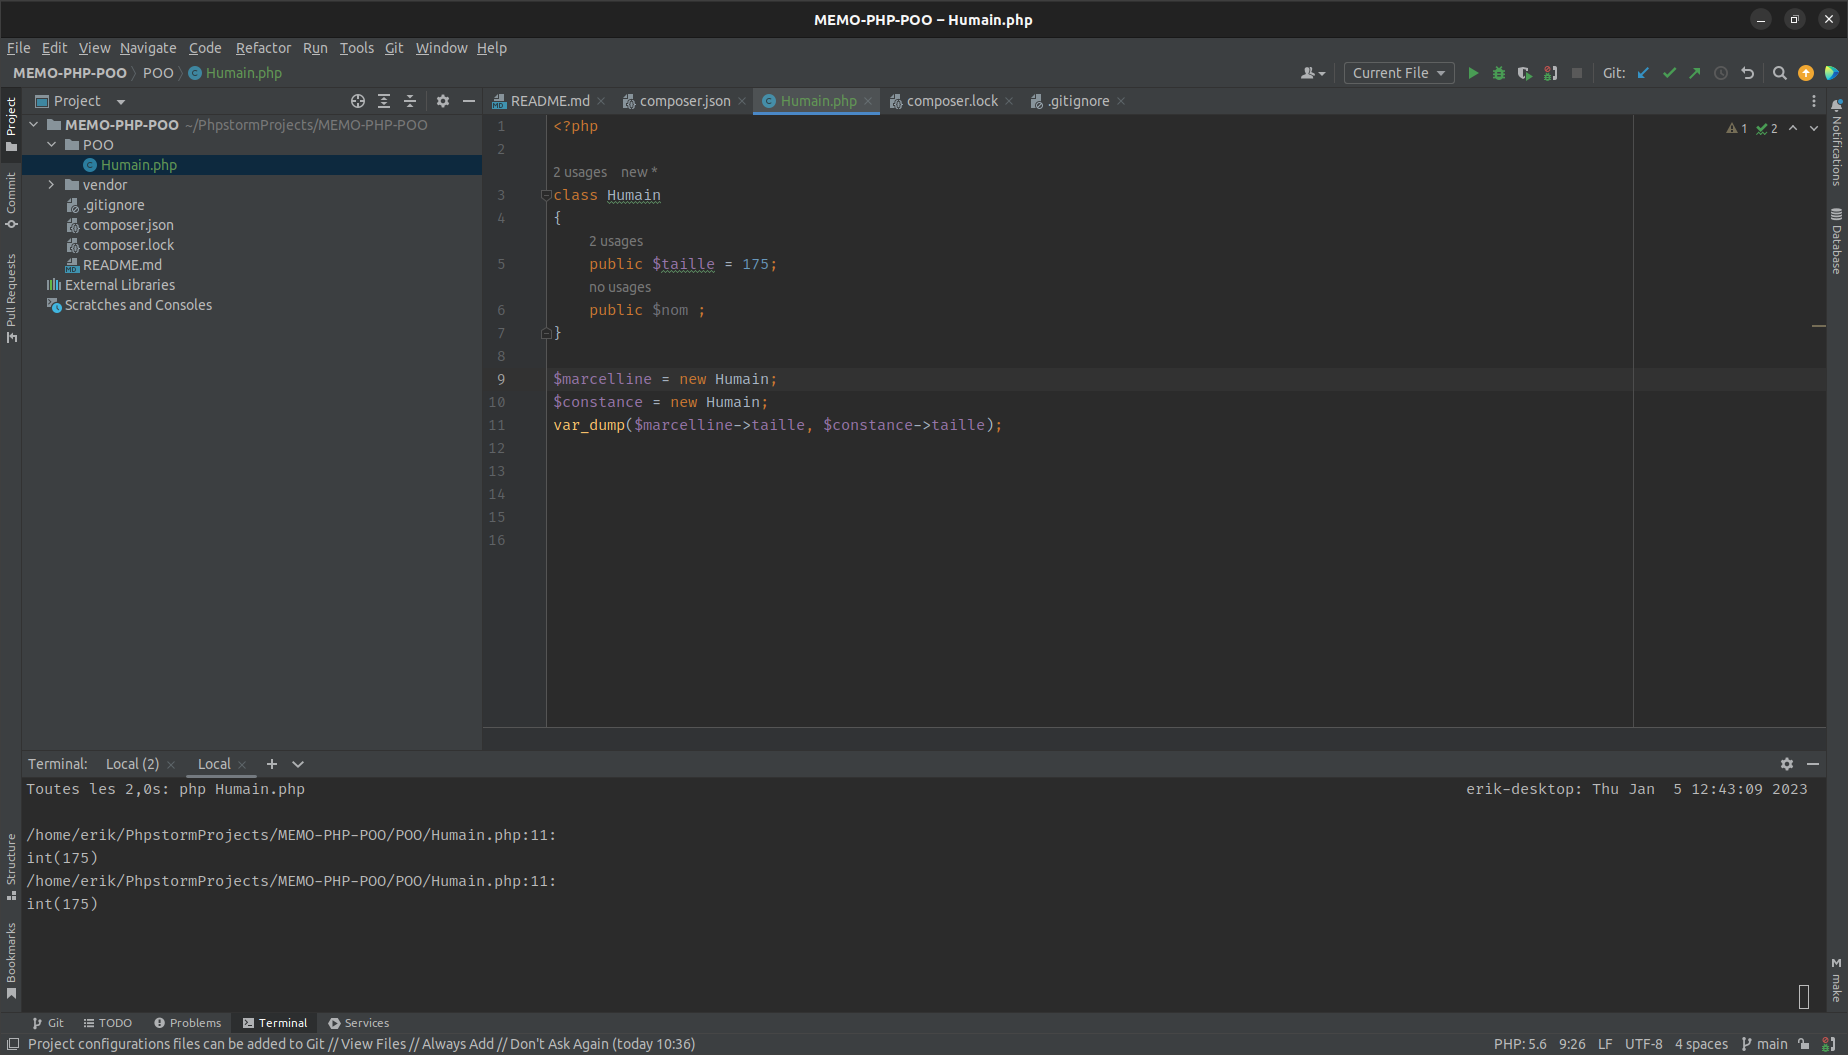 MEMO-PHP-POO – Humain.php
File Edit View Navigate Code Refactor Run Tools Git Window Help
MEMO-PHP-POO POO Humain.php
Current File
Git:
Project
README.md
composer.json
Humain.php
composer.lock
.gitignore
Project
Commit
Pull Requests
Structure
Bookmarks
MEMO-PHP-POO ~/PhpstormProjects/MEMO-PHP-POO
POO
Humain.php
vendor
.gitignore
composer.json
composer.lock
README.md
External Libraries
Scratches and Consoles
1 <?php
1 2
2
2 usages new *
3 class Humain
4 {
2 usages
5 public $taille = 175;
no usages
6 public $nom ;
7 }
8
9 $marcelline = new Humain;
10 $constance = new Humain;
11 var_dump($marcelline->taille, $constance->taille);
12
13
14
15
16
Notifications
Database
make
Terminal: Local (2) Local
Toutes les 2,0s: php Humain.php
erik-desktop: Thu Jan  5 12:43:09 2023
/home/erik/PhpstormProjects/MEMO-PHP-POO/POO/Humain.php:11:
int(175)
/home/erik/PhpstormProjects/MEMO-PHP-POO/POO/Humain.php:11:
int(175)
Git TODO Problems Terminal Services
Project configurations files can be added to Git // View Files // Always Add // Don't Ask Again (today 10:36)
PHP: 5.6 9:26 LF UTF-8 4 spaces main